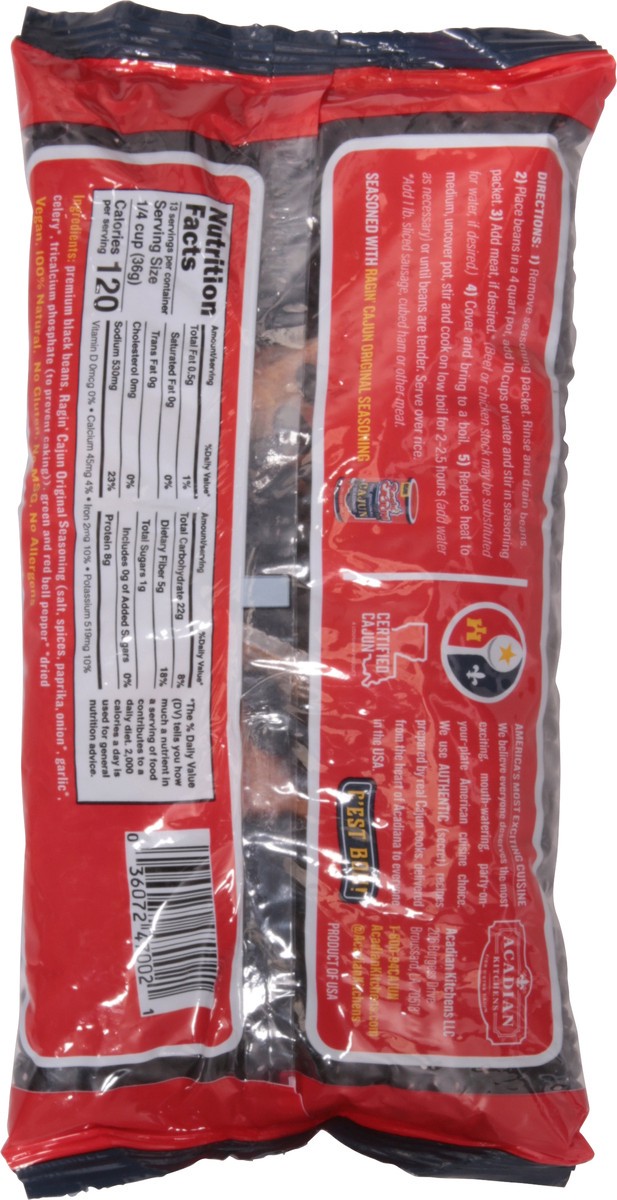 DIRECTIONS: 1) Remove seasoning packet. Rinse and drain beans.
2) Place beans in a 4 quart pot, add 10 cups of water and stir in seasoning
packet. 3) Add meat, if desired.* (Beef or chicken stock may be substituted
for water, if desired.) 4) Cover and bring to a boil. 5) Reduce heat to
medium, uncover pot, stir and cook on low boil for 2-2.5 hours (add water
as necessary) or until beans are tender. Serve over rice.
*Add 1 lb. sliced sausage, cubed ham or other meat.
SEASONED WITH RAGIN' CAJUN ORIGINAL SEASONING
CAJUN
CERTIFIED
CAJUN
AMERICA'S MOST EXCITING CUISINE
We believe everyone deserves the most
exciting, mouth-watering, party-on-
your-plate American cuisine choice.
We use AUTHENTIC recipes
prepared by real Cajun cooks, delivered
from the heart of Acadiana to everyone
in the USA.
C'EST BON!
ACADIAN
KITCHENS
Acadian Kitchens LLC
Drive
Broussard,
AcadianKitchens.com
@AcadianKitchens
PRODUCT OF USA
Nutrition
Facts
13 servings per container
Serving Size
1/4 cup (36g)
Calories
per serving 120
Amount/serving %Daily Value*
Total Fat 0.5g 1%
Saturated Fat 0g 0%
Trans Fat 0g
Cholesterol 0mg 0%
Sodium 530mg 23%
Amount/serving %Daily Value*
Total Carbohydrate 22g 8%
Dietary Fiber 5g 18%
Total Sugars 1g
Includes 0g of Added Sugars 0%
Protein 8g
Vitamin D 0mcg 0% • Calcium 45mg 4% • Iron 2mg 10% • Potassium 519mg 10%
*The % Daily Value
(DV) tells you how
much a nutrient in
a serving of food
contributes to a
daily diet. 2,000
calories a day is
used for general
nutrition advice.
Ingredients: premium black beans, Ragin' Cajun Original Seasoning (salt, spices, paprika, onion*, garlic*,
celery*, tricalcium phosphate (to prevent caking)), green and red bell pepper* *dried
Vegan, 100% Natural, No Gluten, No MSG, No Allergens
0 36072 47002 1